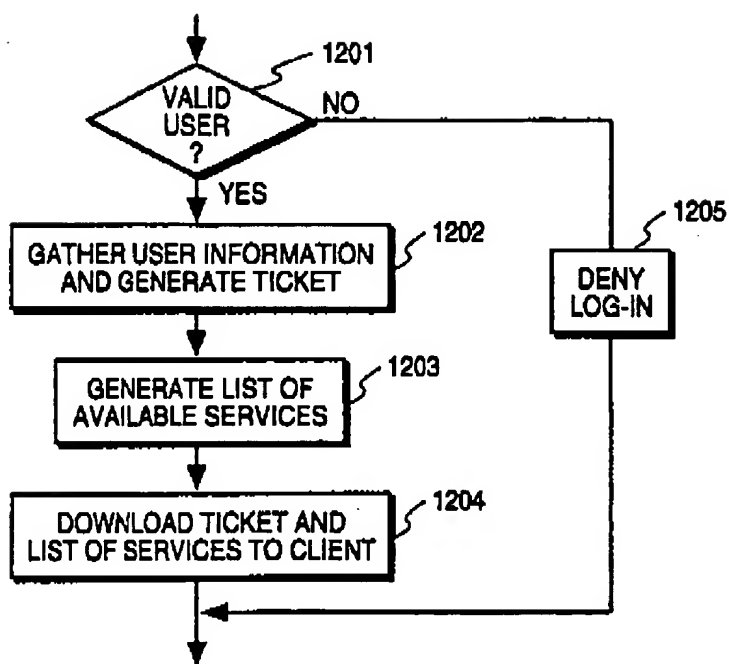 1201
VALID
USER
?
NO
YES
1202
GATHER USER INFORMATION
AND GENERATE TICKET
1205
DENY
LOG-IN
1203
GENERATE LIST OF
AVAILABLE SERVICES
1204
DOWNLOAD TICKET AND
LIST OF SERVICES TO CLIENT